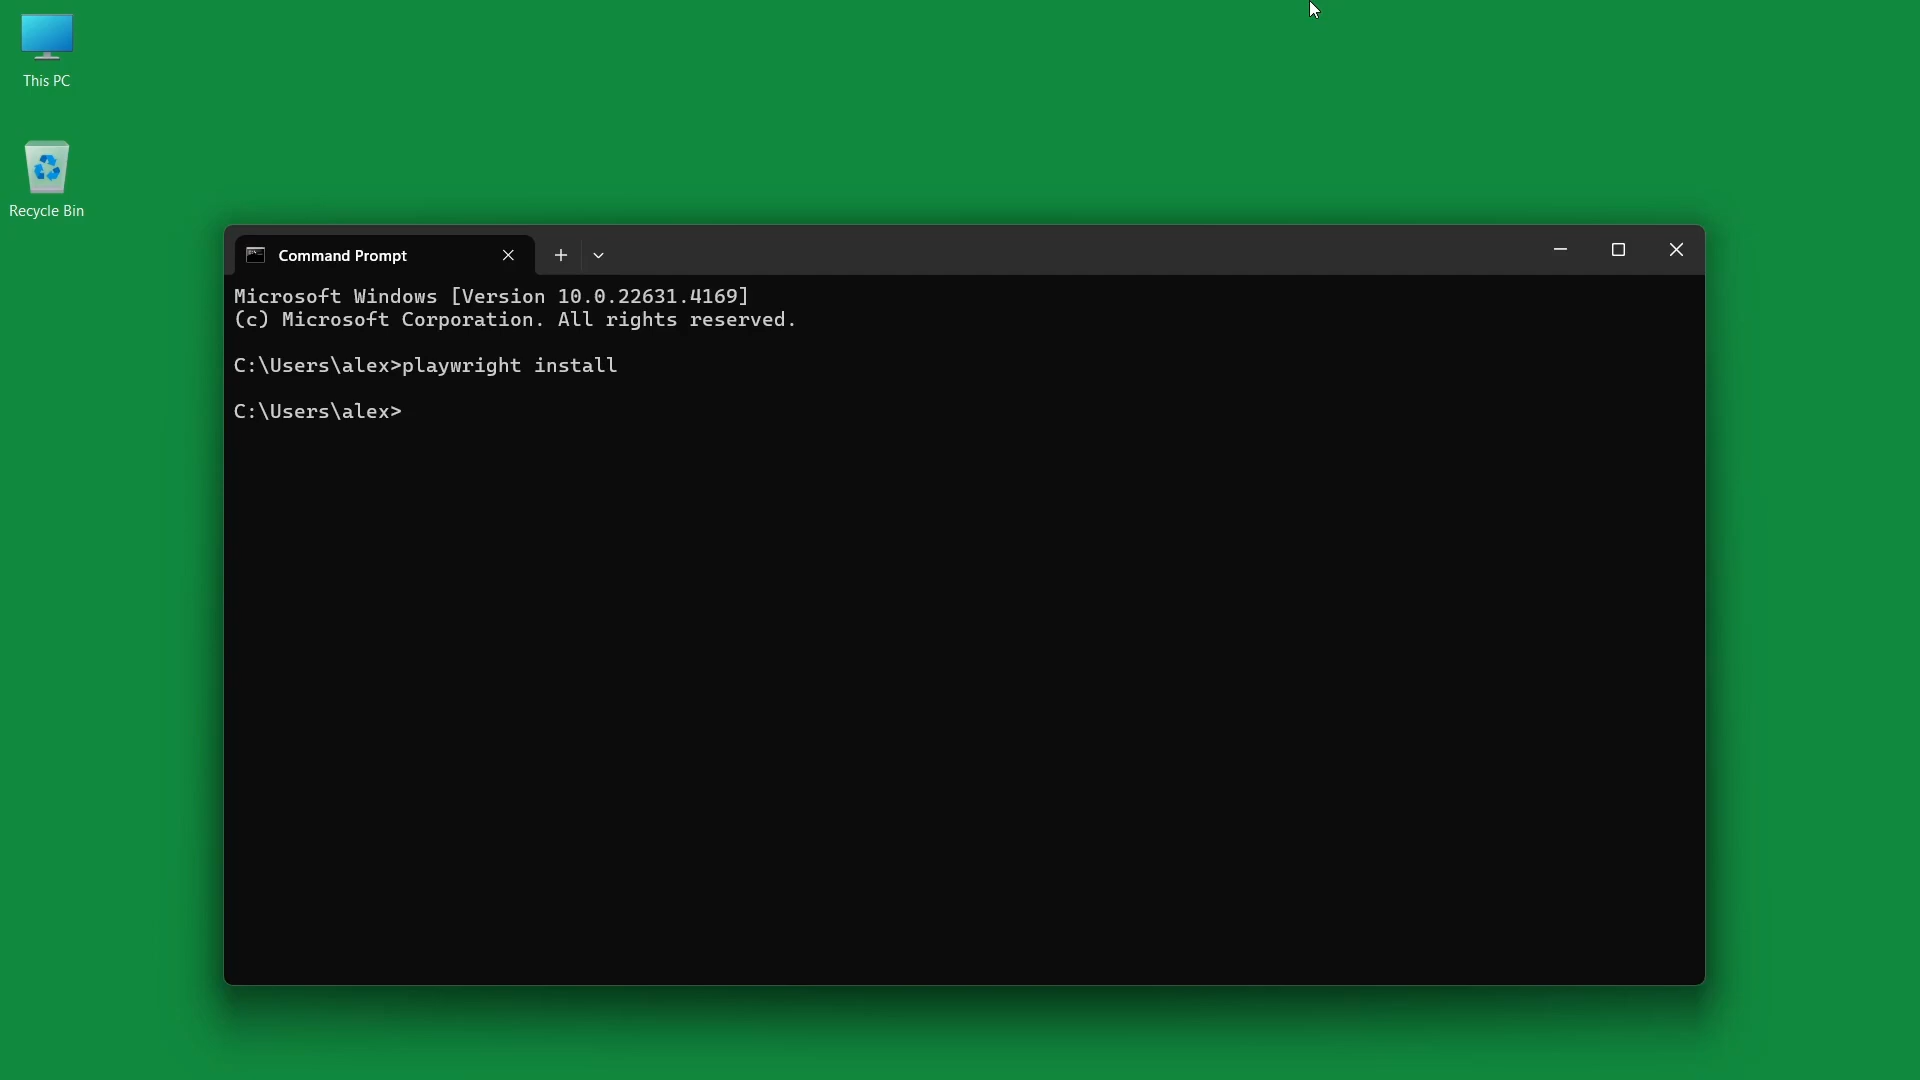 This PC
Recycle Bin
Command Prompt
Microsoft Windows [Version 10.0.22631.4169]
(c) Microsoft Corporation. All rights reserved.
C:\Users\alex>playwright install
C:\Users\alex>